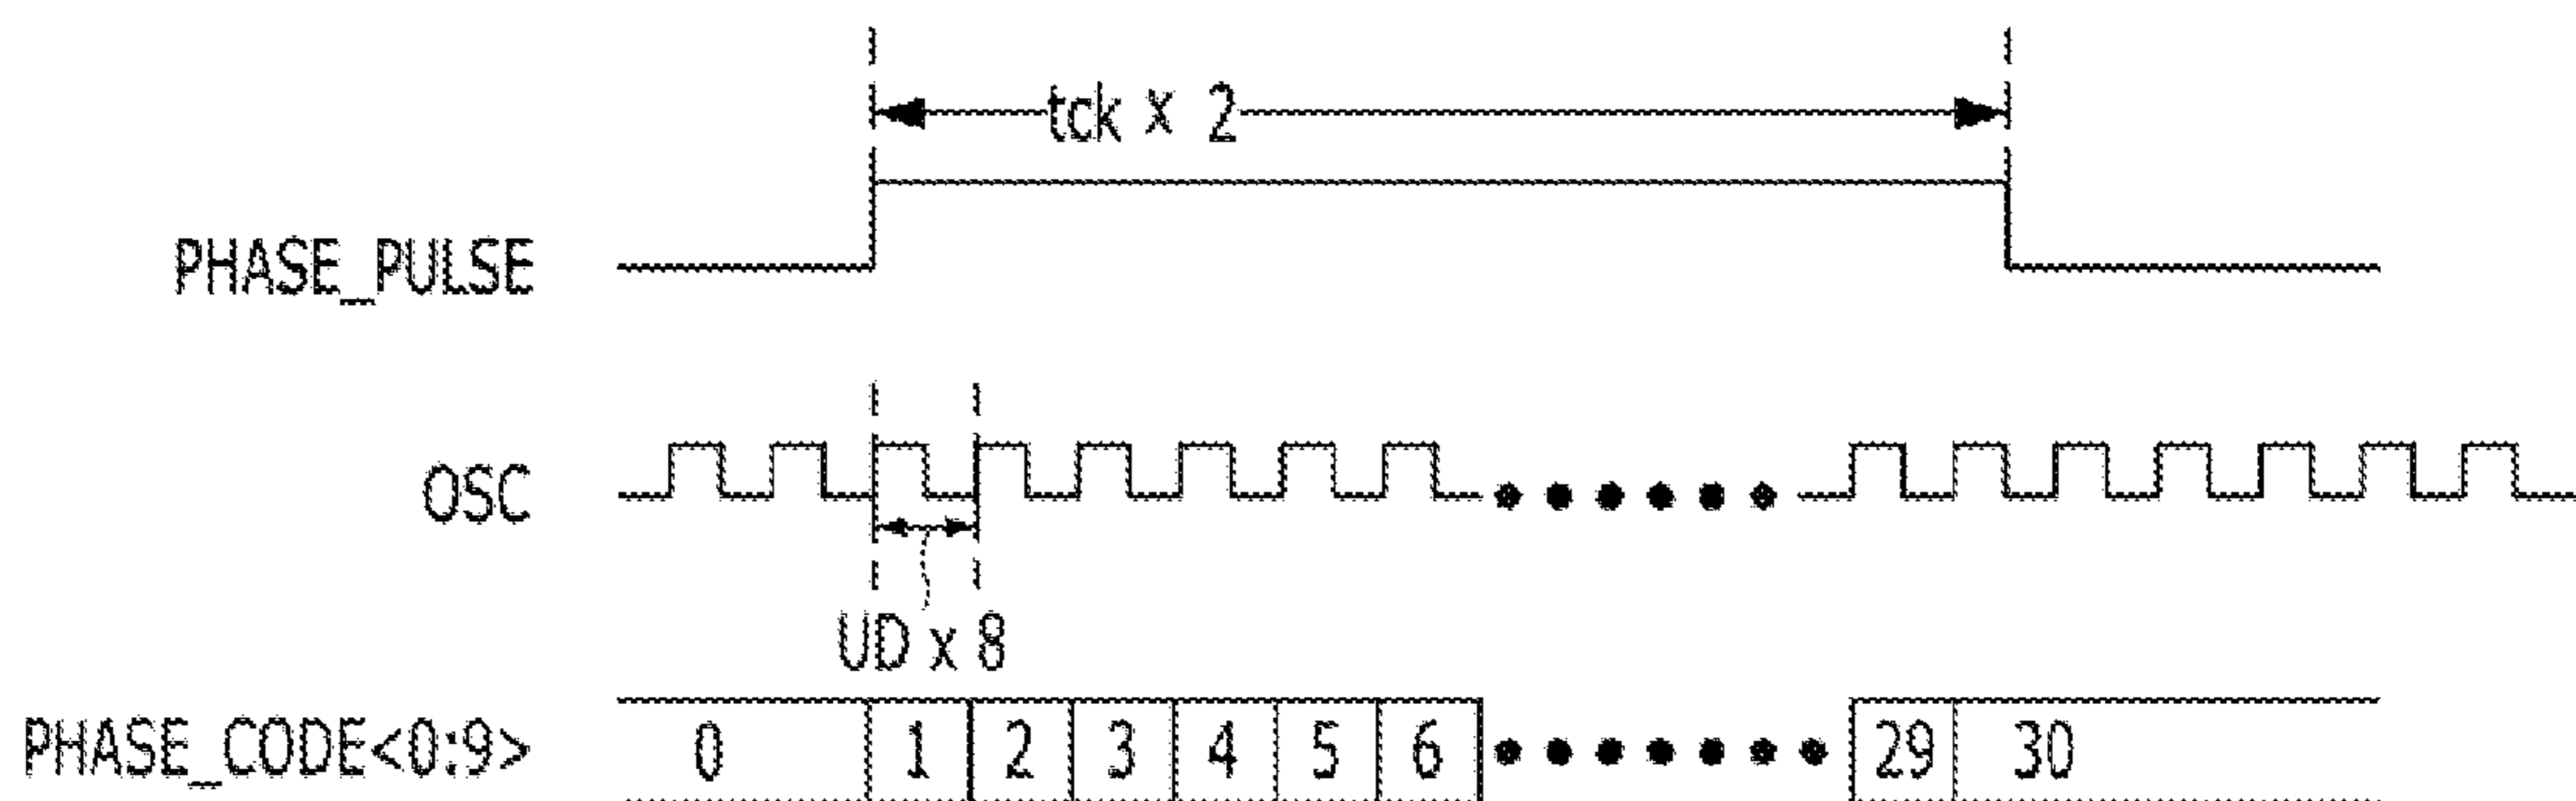 tck x 2
PHASE_PULSE
OSC
UD x 8
PHASE_CODE<0:9> 0 1 2 3 4 5 6 29 30